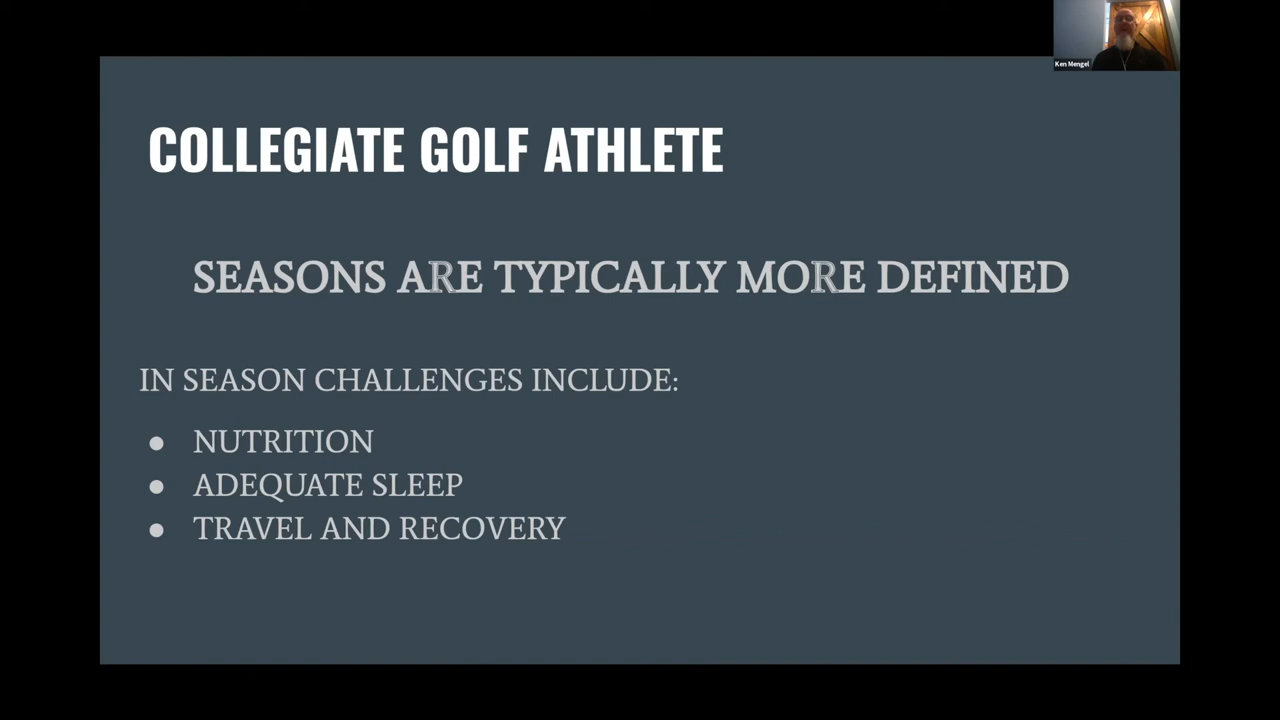 Ken Mengel
COLLEGIATE GOLF ATHLETE
SEASONS ARE TYPICALLY MORE DEFINED
IN SEASON CHALLENGES INCLUDE:
● NUTRITION
● ADEQUATE SLEEP
● TRAVEL AND RECOVERY